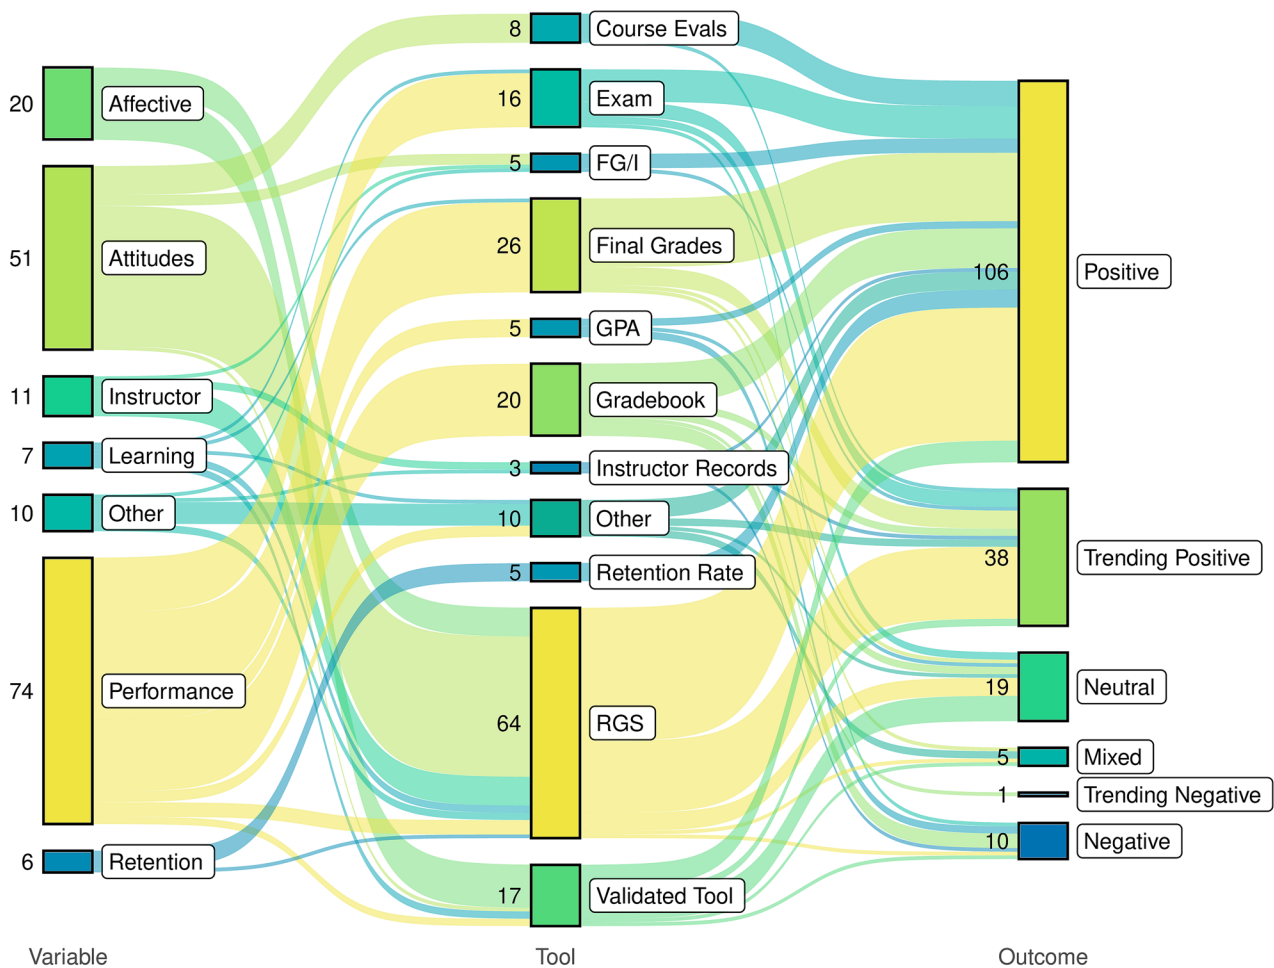 20 Affective
51 Attitudes
11 Instructor
7 Learning
10 Other
74 Performance
6 Retention
Variable
8 Course Evals
16 Exam
5 FG/I
26 Final Grades
5 GPA
20 Gradebook
3 Instructor Records
10 Other
5 Retention Rate
64 RGS
17 Validated Tool
Tool
106 Positive
38 Trending Positive
19 Neutral
5 Mixed
1 Trending Negative
10 Negative
Outcome